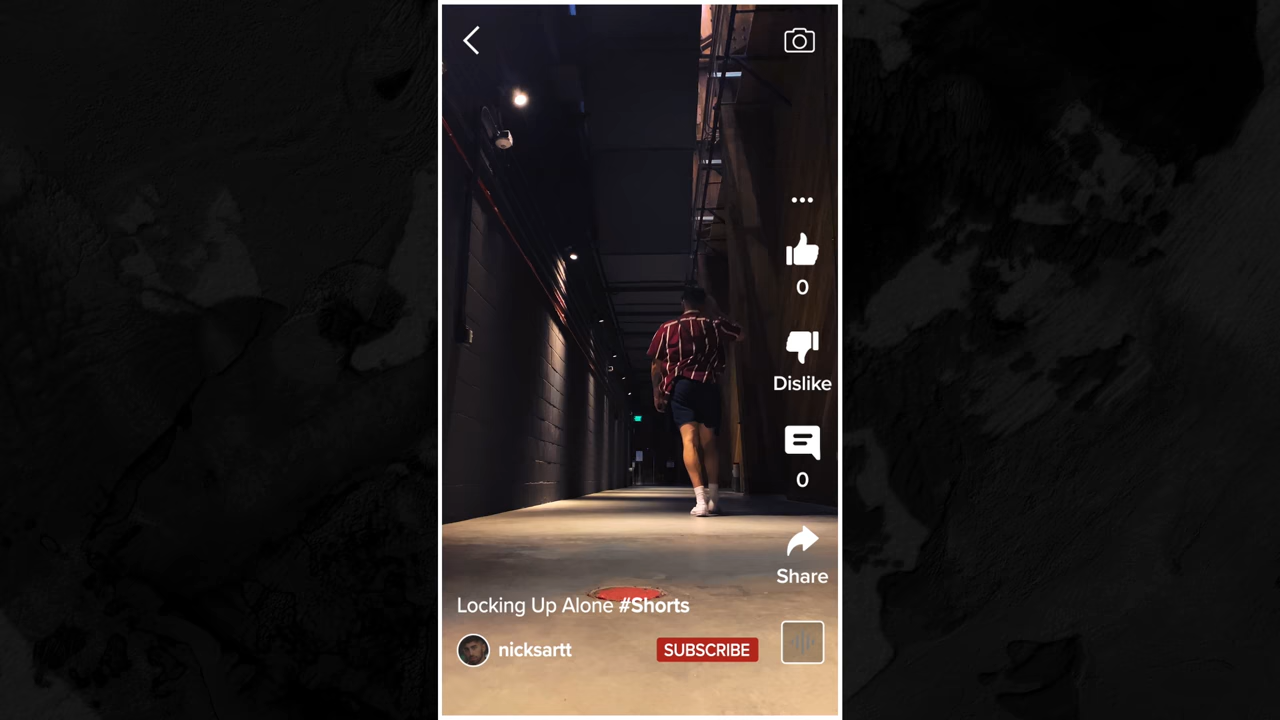 0
Dislike
0
Share
Locking Up Alone #Shorts
nicksartt
SUBSCRIBE